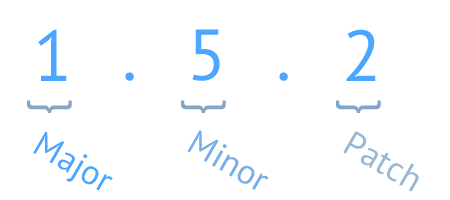 1 . 5 . 2
Major Minor Patch